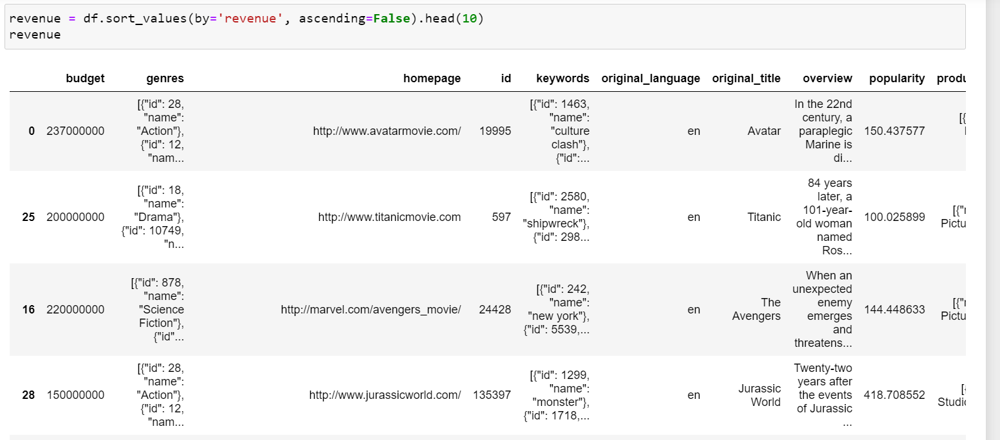 revenue = df.sort_values(by='revenue', ascending=False).head(10)
revenue
budget genres homepage id keywords original_language original_title overview popularity produ
0 237000000 [{"id": 28, "name": "Action"}, {"id": 12, "nam... http://www.avatarmovie.com/ 19995 [{"id": 1463, "name": "culture clash"}, {"id":... en Avatar In the 22nd century, a paraplegic Marine is di... 150.437577 [{
25 200000000 [{"id": 18, "name": "Drama"}, {"id": 10749, "n... http://www.titanicmovie.com 597 [{"id": 2580, "name": "shipwreck"}, {"id": 298... en Titanic 84 years later, a 101-year-old woman named Ros... 100.025899 [{"n Pictu
16 220000000 [{"id": 878, "name": "Science Fiction"}, {"id"... http://marvel.com/avengers_movie/ 24428 [{"id": 242, "name": "new york"}, {"id": 5539,... en The Avengers When an unexpected enemy emerges and threatens... 144.448633 [{"n Pictu
28 150000000 [{"id": 28, "name": "Action"}, {"id": 12, "nam... http://www.jurassicworld.com/ 135397 [{"id": 1299, "name": "monster"}, {"id": 1718,... en Jurassic World Twenty-two years after the events of Jurassic ... 418.708552 [{ Studio